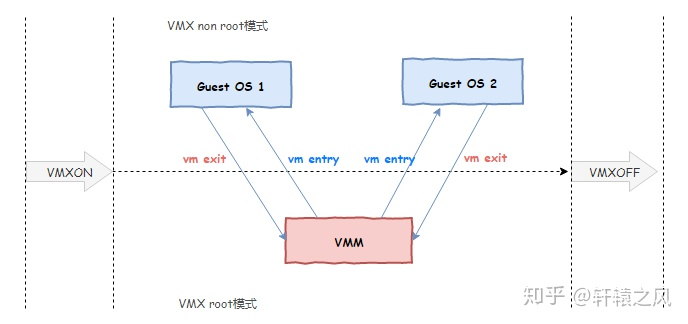 VMX non root模式
Guest OS 1
Guest OS 2
vm exit
vm entry
vm entry
vm exit
VMXON
VMXOFF
VMM
VMX root模式
知乎 @轩辕之风